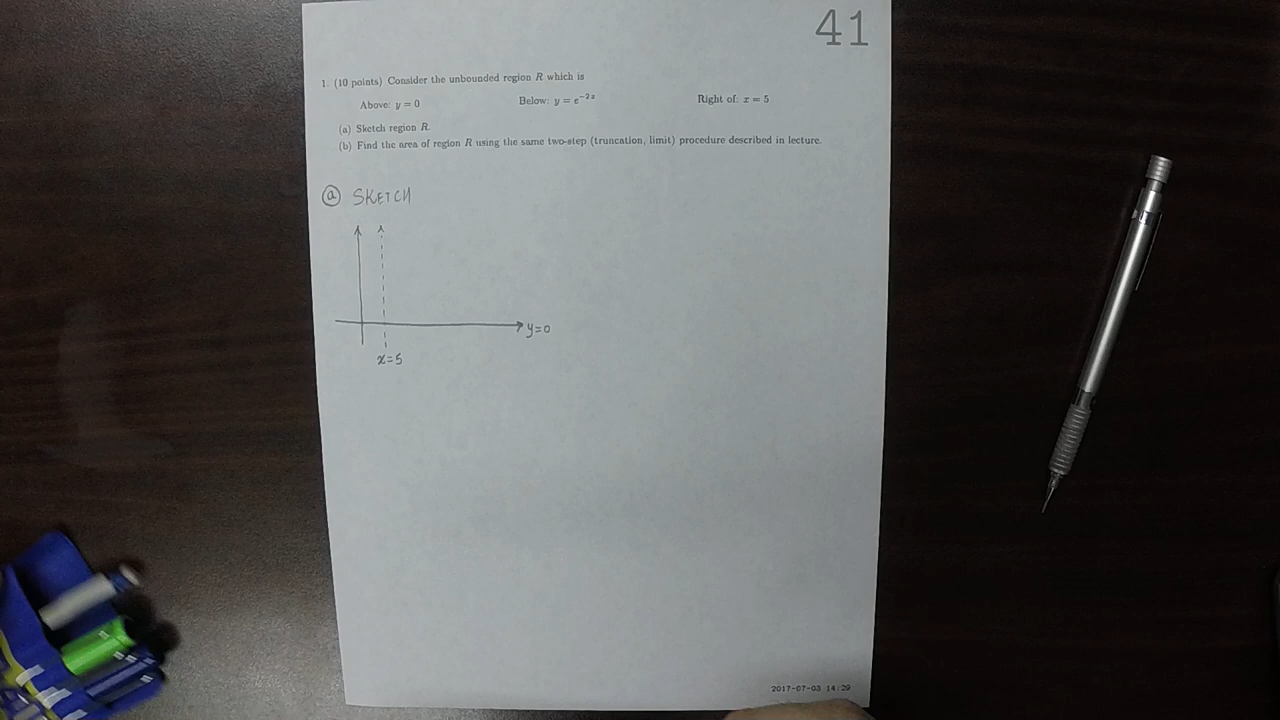 41
1. (10 points) Consider the unbounded region R which is
Above: y = 0 Below: y = e^{-2x} Right of: x = 5
(a) Sketch region R.
(b) Find the area of region R using the same two-step (truncation, limit) procedure described in lecture.
ⓐ SKETCH
y=0
x=5
2017-07-03 14:29